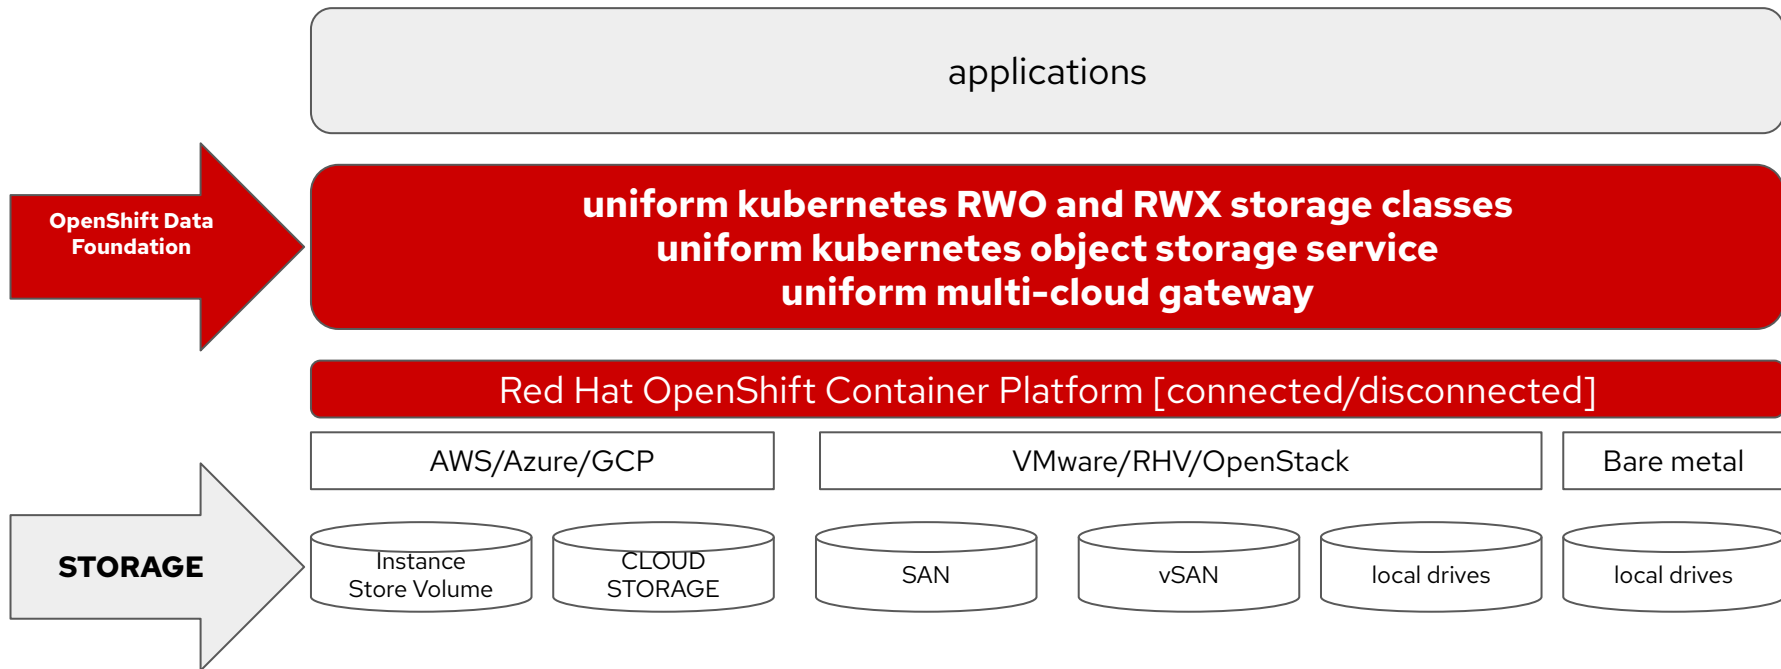 applications
OpenShift Data
Foundation
uniform kubernetes RWO and RWX storage classes
uniform kubernetes object storage service
uniform multi-cloud gateway
Red Hat OpenShift Container Platform [connected/disconnected]
AWS/Azure/GCP
VMware/RHV/OpenStack
Bare metal
STORAGE
Instance
Store Volume
CLOUD
STORAGE
SAN
vSAN
local drives
local drives